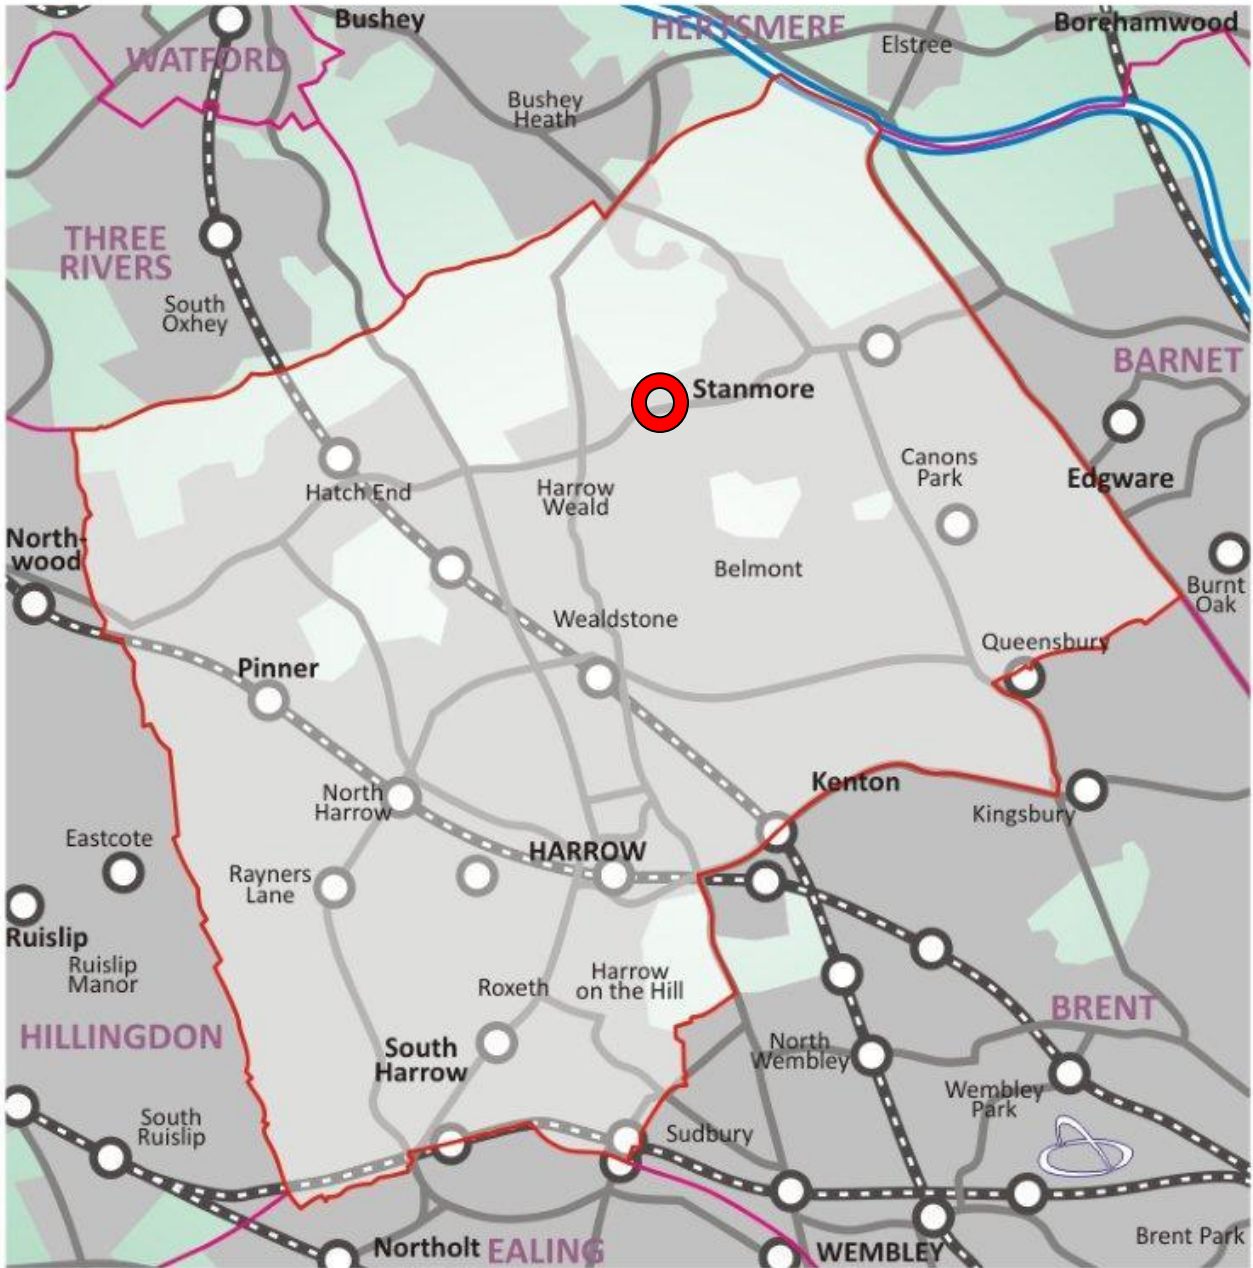 Bushey
HERTSMERE
Borehamwood
Elstree
WATFORD
Bushey
Heath
THREE
RIVERS
South
Oxhey
BARNET
Stanmore
Canons
Park
Edgware
Hatch End
Harrow
Weald
North-
wood
Belmont
Burnt
Oak
Wealdstone
Queensbury
Pinner
Kenton
North
Harrow
Kingsbury
Eastcote
HARROW
Rayners
Lane
Ruislip
Ruislip
Manor
Roxeth
Harrow
on the Hill
BRENT
HILLINGDON
South
Harrow
North
Wembley
Wembley
Park
South
Ruislip
Sudbury
Brent Park
Northolt
EALING
WEMBLEY